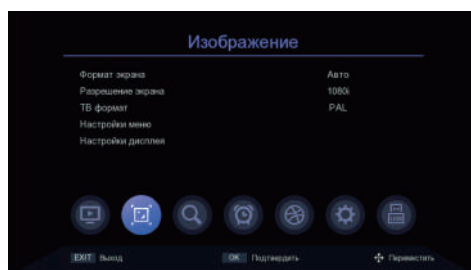 Изображение
Формат экрана Авто
Разрешение экрана 1080i
ТВ формат PAL
Настройки меню
Настройки дисплея
EXIT Выход OK Подтвердить Переместить